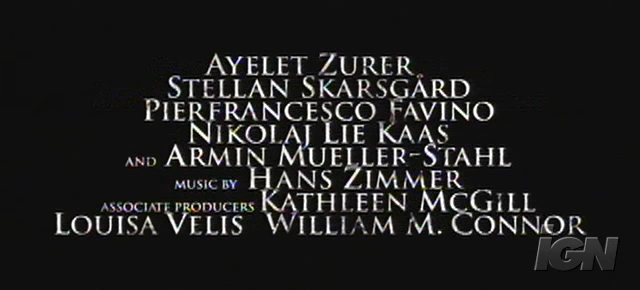 AYELET ZURER
STELLAN SKARSGÅRD
PIERFRANCESCO FAVINO
NIKOLAJ LIE KAAS
AND ARMIN MUELLER-STAHL
MUSIC BY HANS ZIMMER
ASSOCIATE PRODUCERS KATHLEEN MCGILL
LOUISA VELIS WILLIAM M. CONNOR
IGN